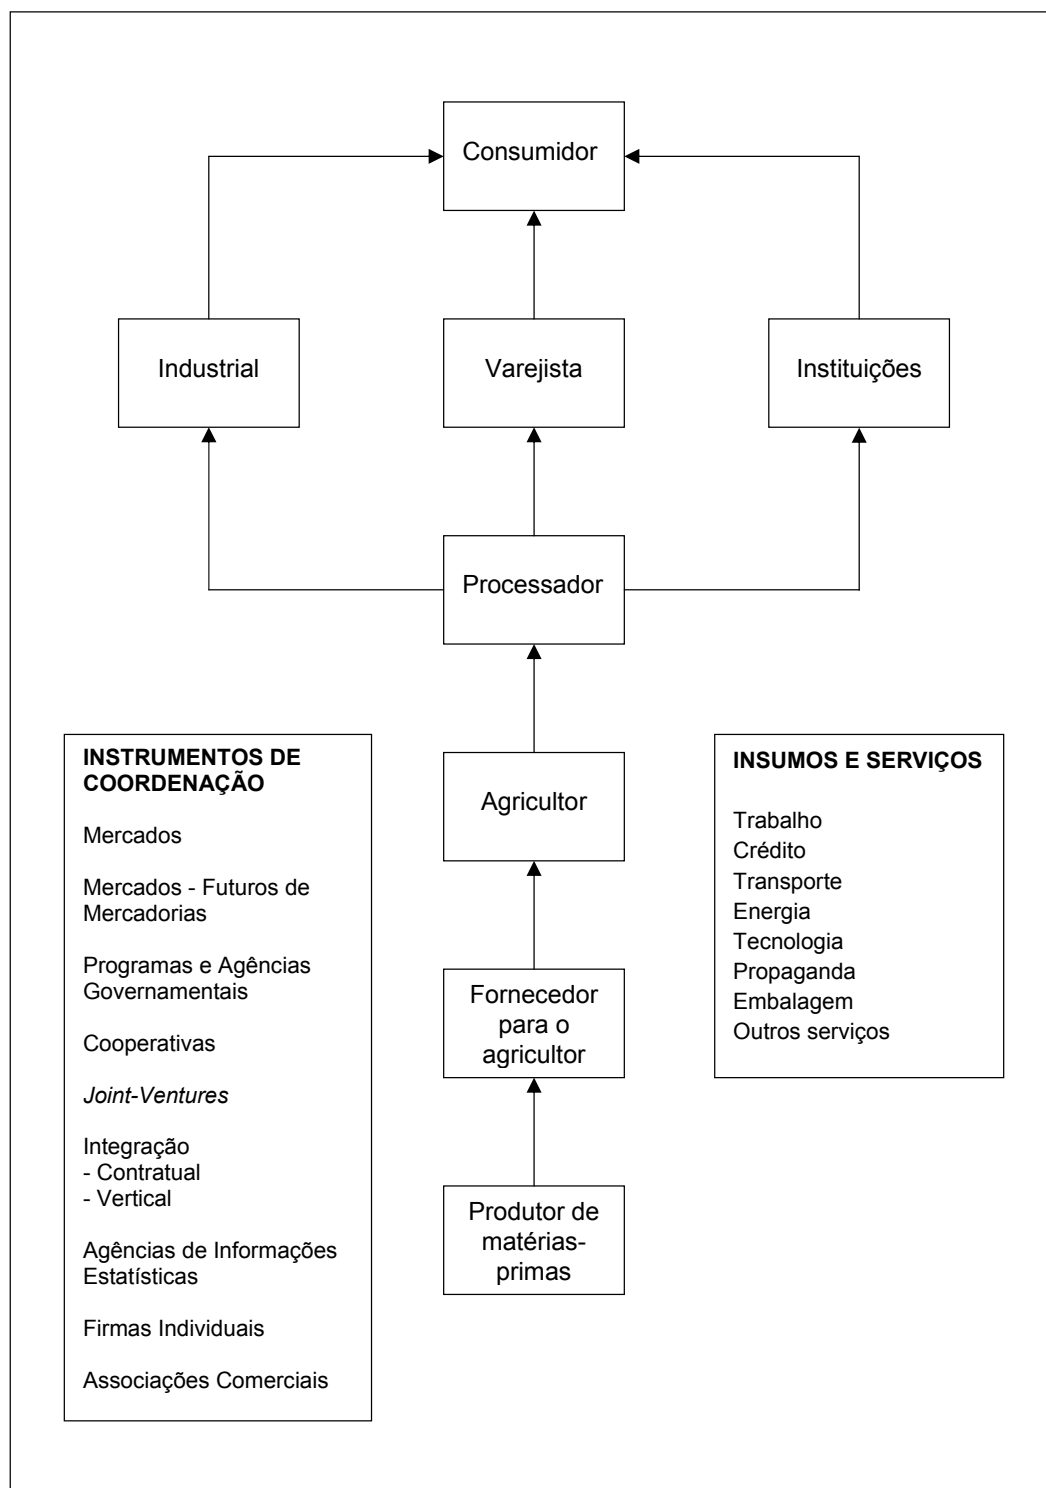 Consumidor
Industrial
Varejista
Instituições
Processador
INSTRUMENTOS DE
COORDENAÇÃO
Mercados
Mercados - Futuros de
Mercadorias
Programas e Agências
Governamentais
Cooperativas
Joint-Ventures
Integração
- Contratual
- Vertical
Agências de Informações
Estatísticas
Firmas Individuais
Associações Comerciais
Agricultor
Fornecedor
para o
agricultor
Produtor de
matérias-
primas
INSUMOS E SERVIÇOS
Trabalho
Crédito
Transporte
Energia
Tecnologia
Propaganda
Embalagem
Outros serviços